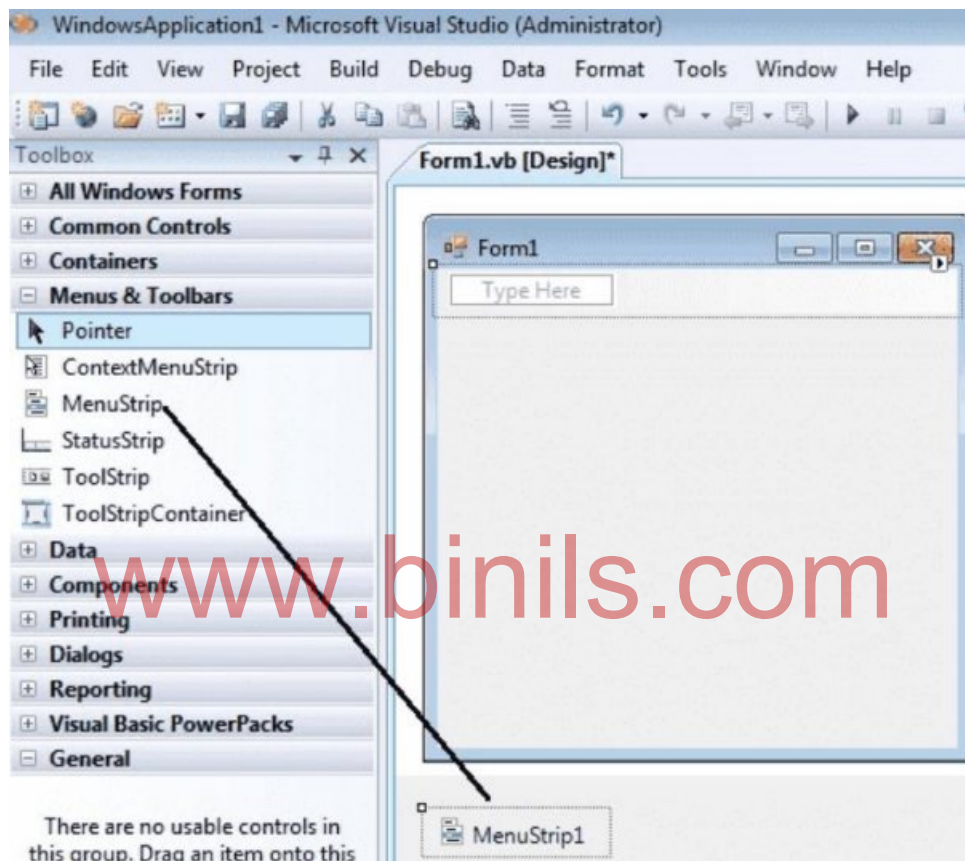 WindowsApplication1 - Microsoft Visual Studio (Administrator)
File Edit View Project Build Debug Data Format Tools Window Help
Toolbox
Form1.vb [Design]*
All Windows Forms
Common Controls
Containers
Menus & Toolbars
Pointer
ContextMenuStrip
MenuStrip
StatusStrip
ToolStrip
ToolStripContainer
Data
Components
Printing
Dialogs
Reporting
Visual Basic PowerPacks
General
There are no usable controls in
this group. Drag an item onto this
Form1
Type Here
MenuStrip1
www.binils.com